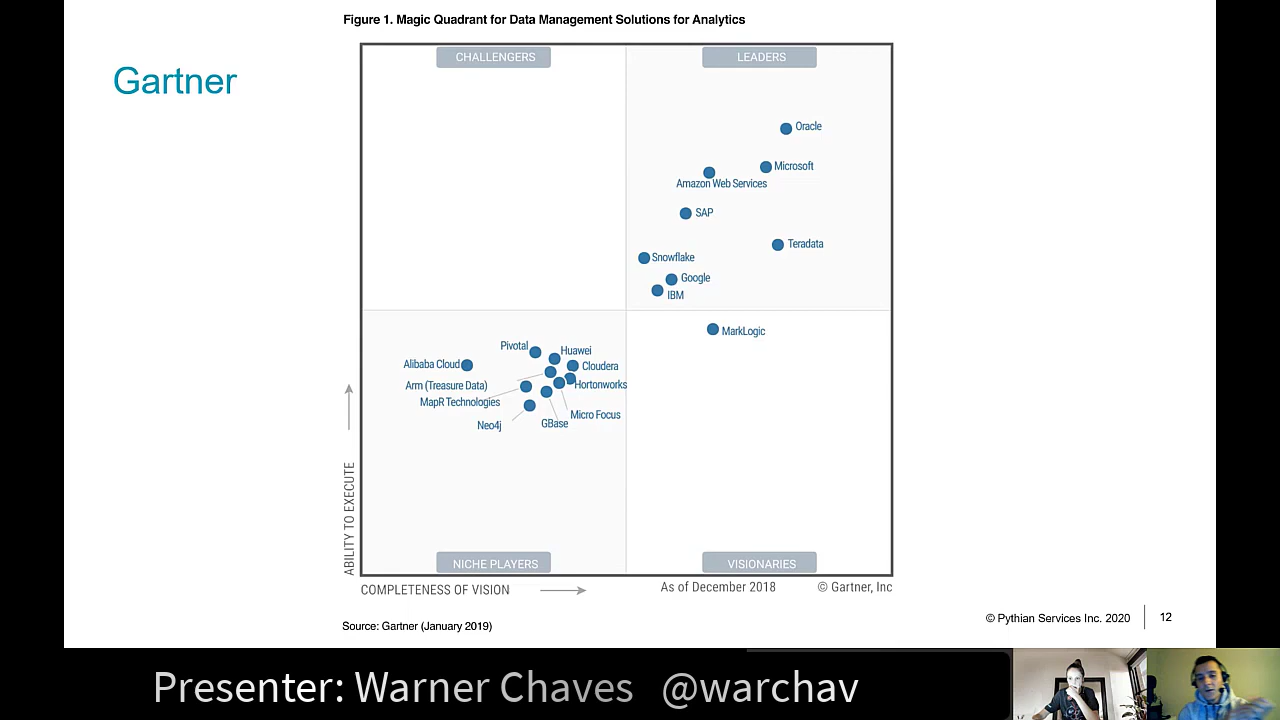 Figure 1. Magic Quadrant for Data Management Solutions for Analytics
Gartner
CHALLENGERS
LEADERS
Oracle
Microsoft
Amazon Web Services
SAP
Teradata
Snowflake
Google
IBM
MarkLogic
Pivotal
Huawei
Alibaba Cloud
Cloudera
Arm (Treasure Data)
Hortonworks
MapR Technologies
Micro Focus
Neo4j
GBase
ABILITY TO EXECUTE
NICHE PLAYERS
VISIONARIES
COMPLETENESS OF VISION
As of December 2018
© Gartner, Inc
Source: Gartner (January 2019)
© Pythian Services Inc. 2020
12
Presenter: Warner Chaves @warchav